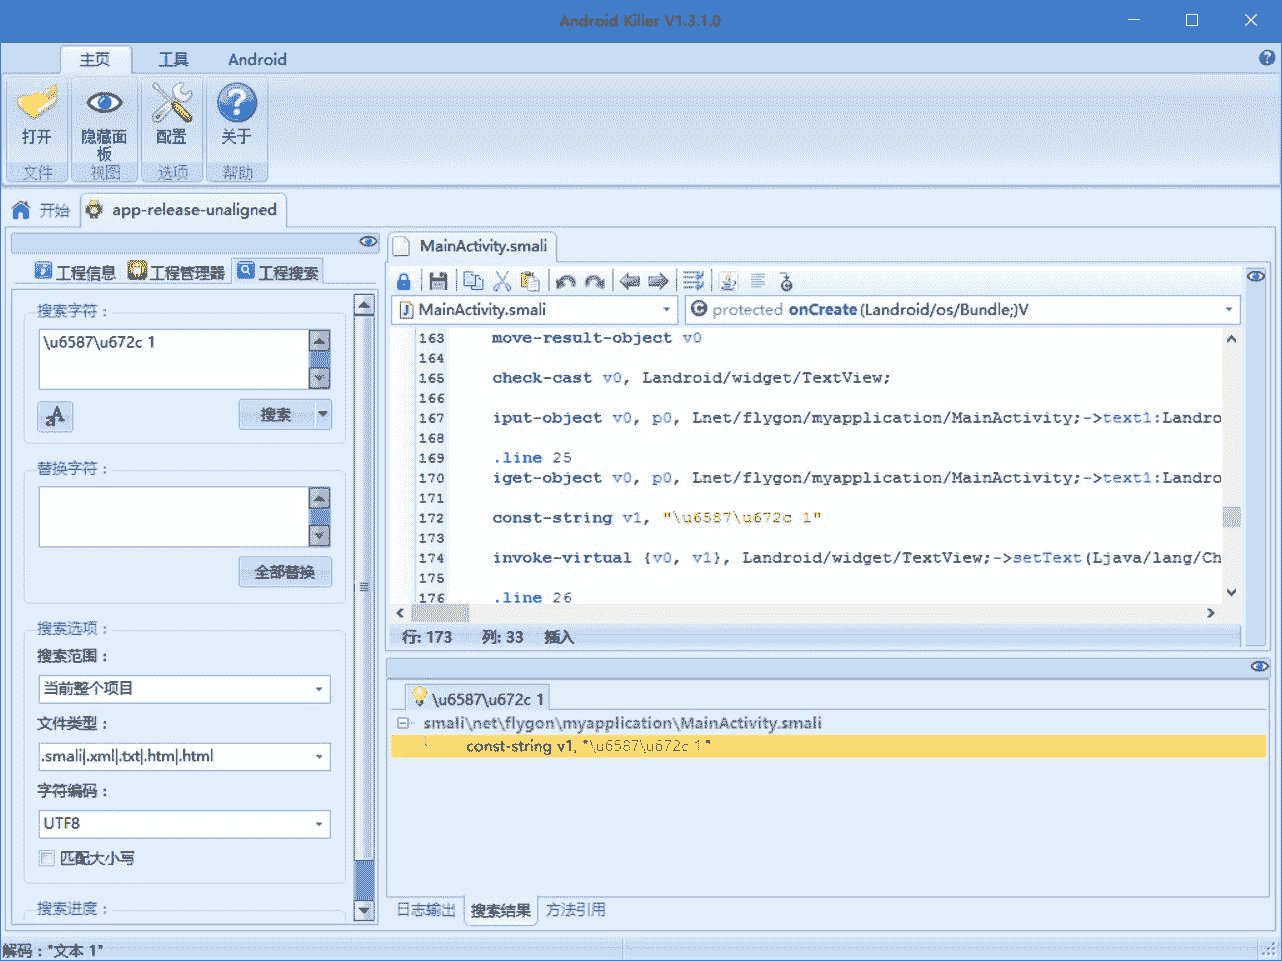 Android Killer V1.3.1.0
主页 工具 Android
打开 隐藏面板 配置 关于
文件 视图 选项 帮助
开始 app-release-unaligned
工程信息 工程管理器 工程搜索
搜索字符：
\u6587\u672c 1
aA 搜索
替换字符：
全部替换
搜索选项：
搜索范围：
当前整个项目
文件类型：
.smali|.xml|.txt|.htm|.html
字符编码：
UTF8
匹配大小写
搜索进度：
MainActivity.smali
MainActivity.smali protected onCreate(Landroid/os/Bundle;)V
163 move-result-object v0
164
165 check-cast v0, Landroid/widget/TextView;
166
167 iput-object v0, p0, Lnet/flygon/myapplication/MainActivity;->text1:Landro
168
169 .line 25
170 iget-object v0, p0, Lnet/flygon/myapplication/MainActivity;->text1:Landro
171
172 const-string v1, "\u6587\u672c 1"
173
174 invoke-virtual {v0, v1}, Landroid/widget/TextView;->setText(Ljava/lang/Ch
175
176 .line 26
行: 173 列: 33 插入
\u6587\u672c 1
smali\net\flygon\myapplication\MainActivity.smali
const-string v1, "\u6587\u672c 1"
日志输出 搜索结果 方法引用
解码："文本 1"